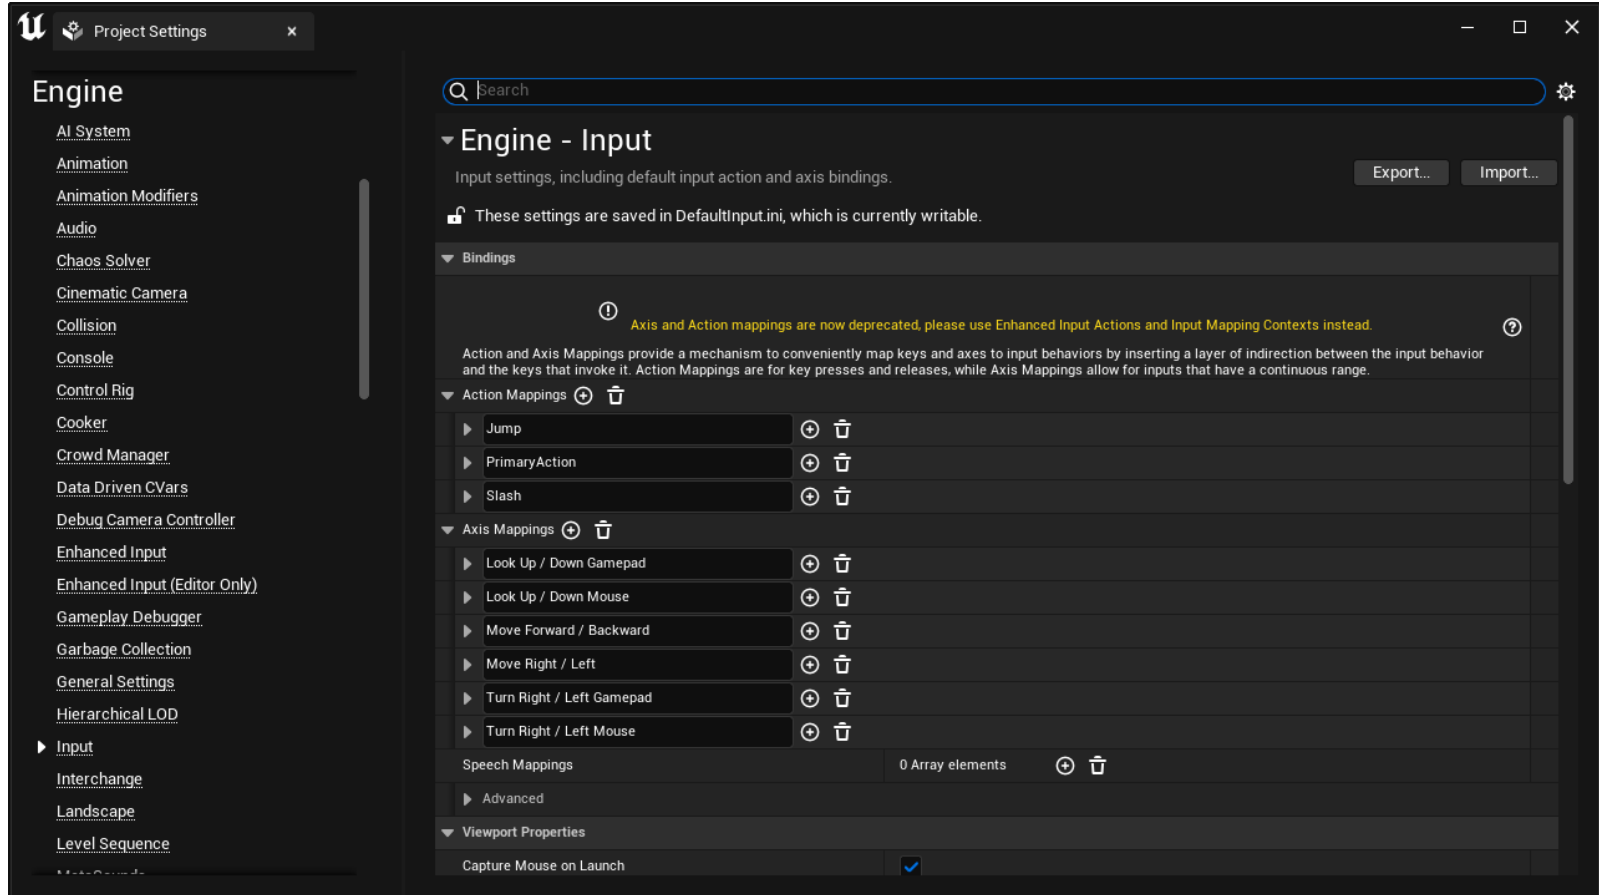 Project Settings
Engine
AI System
Animation
Animation Modifiers
Audio
Chaos Solver
Cinematic Camera
Collision
Console
Control Rig
Cooker
Crowd Manager
Data Driven CVars
Debug Camera Controller
Enhanced Input
Enhanced Input (Editor Only)
Gameplay Debugger
Garbage Collection
General Settings
Hierarchical LOD
Input
Interchange
Landscape
Level Sequence
Search
Engine - Input
Input settings, including default input action and axis bindings.
Export...
Import...
These settings are saved in DefaultInput.ini, which is currently writable.
Bindings
Axis and Action mappings are now deprecated, please use Enhanced Input Actions and Input Mapping Contexts instead.
Action and Axis Mappings provide a mechanism to conveniently map keys and axes to input behaviors by inserting a layer of indirection between the input behavior
and the keys that invoke it. Action Mappings are for key presses and releases, while Axis Mappings allow for inputs that have a continuous range.
Action Mappings
Jump
PrimaryAction
Slash
Axis Mappings
Look Up / Down Gamepad
Look Up / Down Mouse
Move Forward / Backward
Move Right / Left
Turn Right / Left Gamepad
Turn Right / Left Mouse
Speech Mappings
0 Array elements
Advanced
Viewport Properties
Capture Mouse on Launch